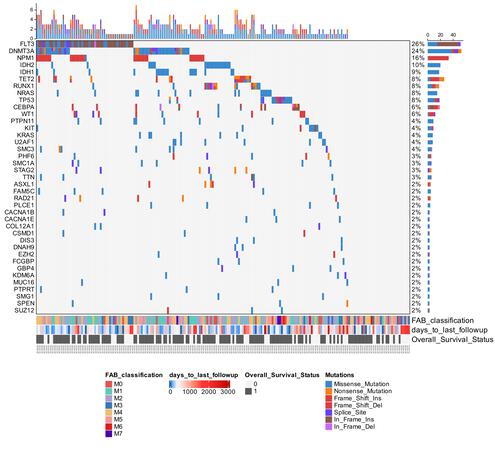 6
4
2
0
0 20 40
FLT3 26%
DNMT3A 24%
NPM1 16%
IDH2 10%
IDH1 9%
TET2 8%
RUNX1 8%
NRAS 8%
TP53 8%
CEBPA 6%
WT1 6%
PTPN11 4%
KIT 4%
KRAS 4%
U2AF1 4%
SMC3 4%
PHF6 3%
SMC1A 3%
STAG2 3%
TTN 3%
ASXL1 2%
FAM5C 2%
RAD21 2%
PLCE1 2%
CACNA1B 2%
CACNA1E 2%
COL12A1 2%
CSMD1 2%
DIS3 2%
DNAH9 2%
EZH2 2%
FCGBP 2%
GBP4 2%
KDM6A 2%
MUC16 2%
PTPRT 2%
SMG1 2%
SPEN 2%
SUZ12 2%
FAB_classification
days_to_last_followup
Overall_Survival_Status
FAB_classification days_to_last_followup Overall_Survival_Status Mutations
M0
M1
M2
M3
M4
M5
M6
M7
0 1000 2000 3000
0
1
Missense_Mutation
Nonsense_Mutation
Frame_Shift_Ins
Frame_Shift_Del
Splice_Site
In_Frame_Ins
In_Frame_Del